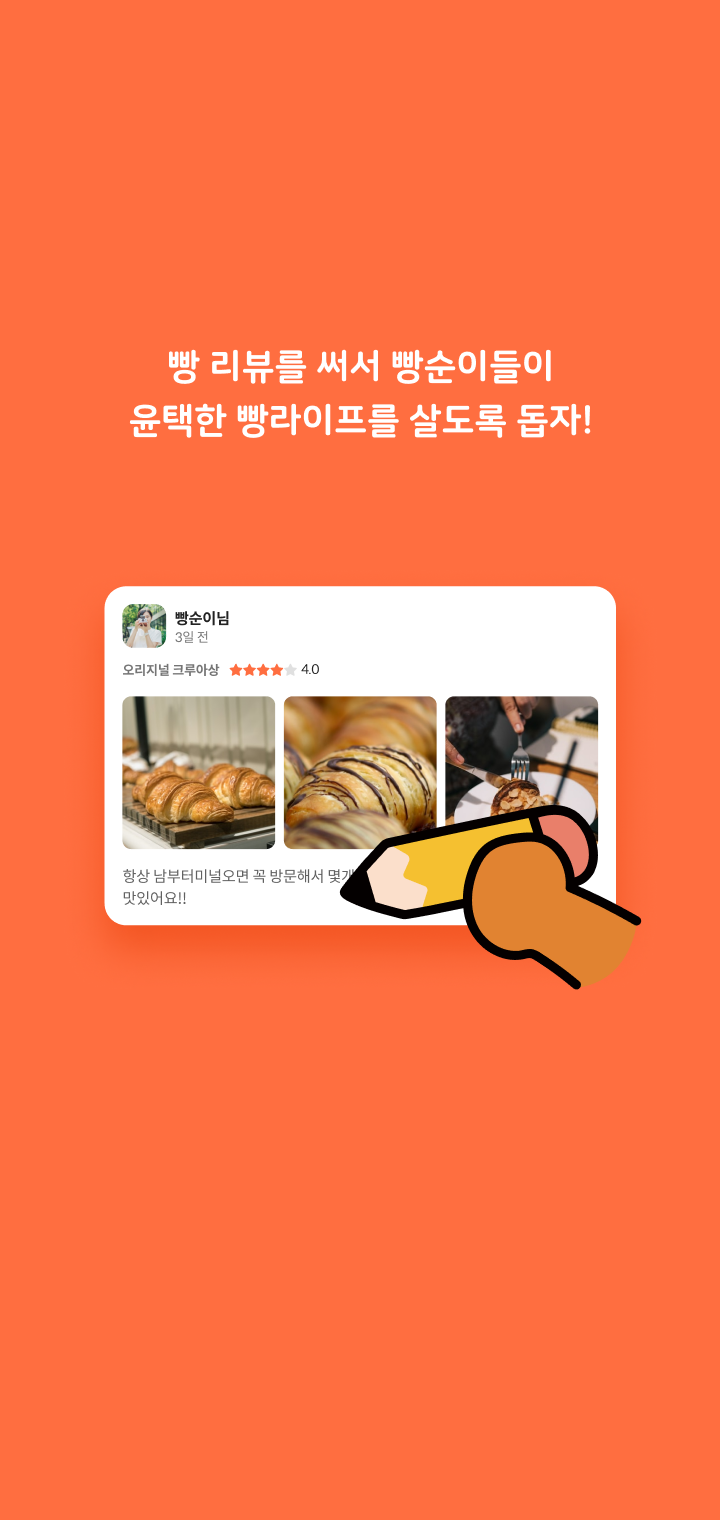 빵 리뷰를 써서 빵순이들이
윤택한 빵라이프를 살도록 돕자!
빵순이님
3일 전
오리지널 크루아상 4.0
항상 남부터미널오면 꼭 방문해서
맛있어요!!